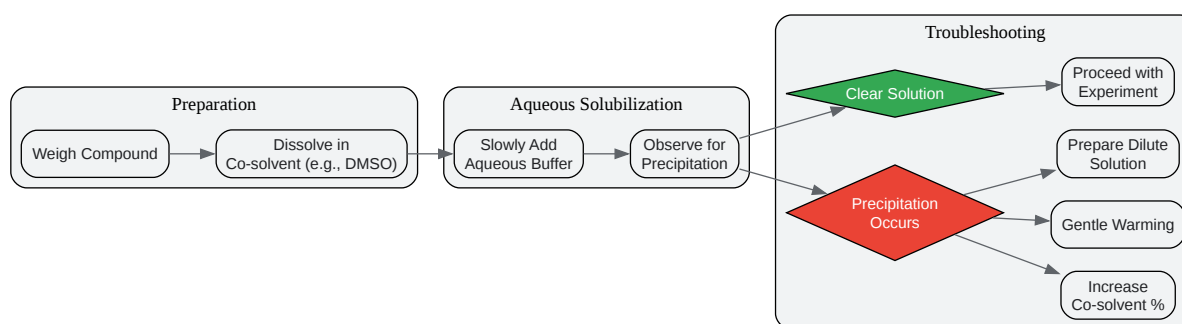 Preparation
Weigh Compound
Dissolve in
Co-solvent (e.g., DMSO)
Aqueous Solubilization
Slowly Add
Aqueous Buffer
Observe for
Precipitation
Troubleshooting
Clear Solution
Proceed with
Experiment
Precipitation
Occurs
Prepare Dilute
Solution
Gentle Warming
Increase
Co-solvent %